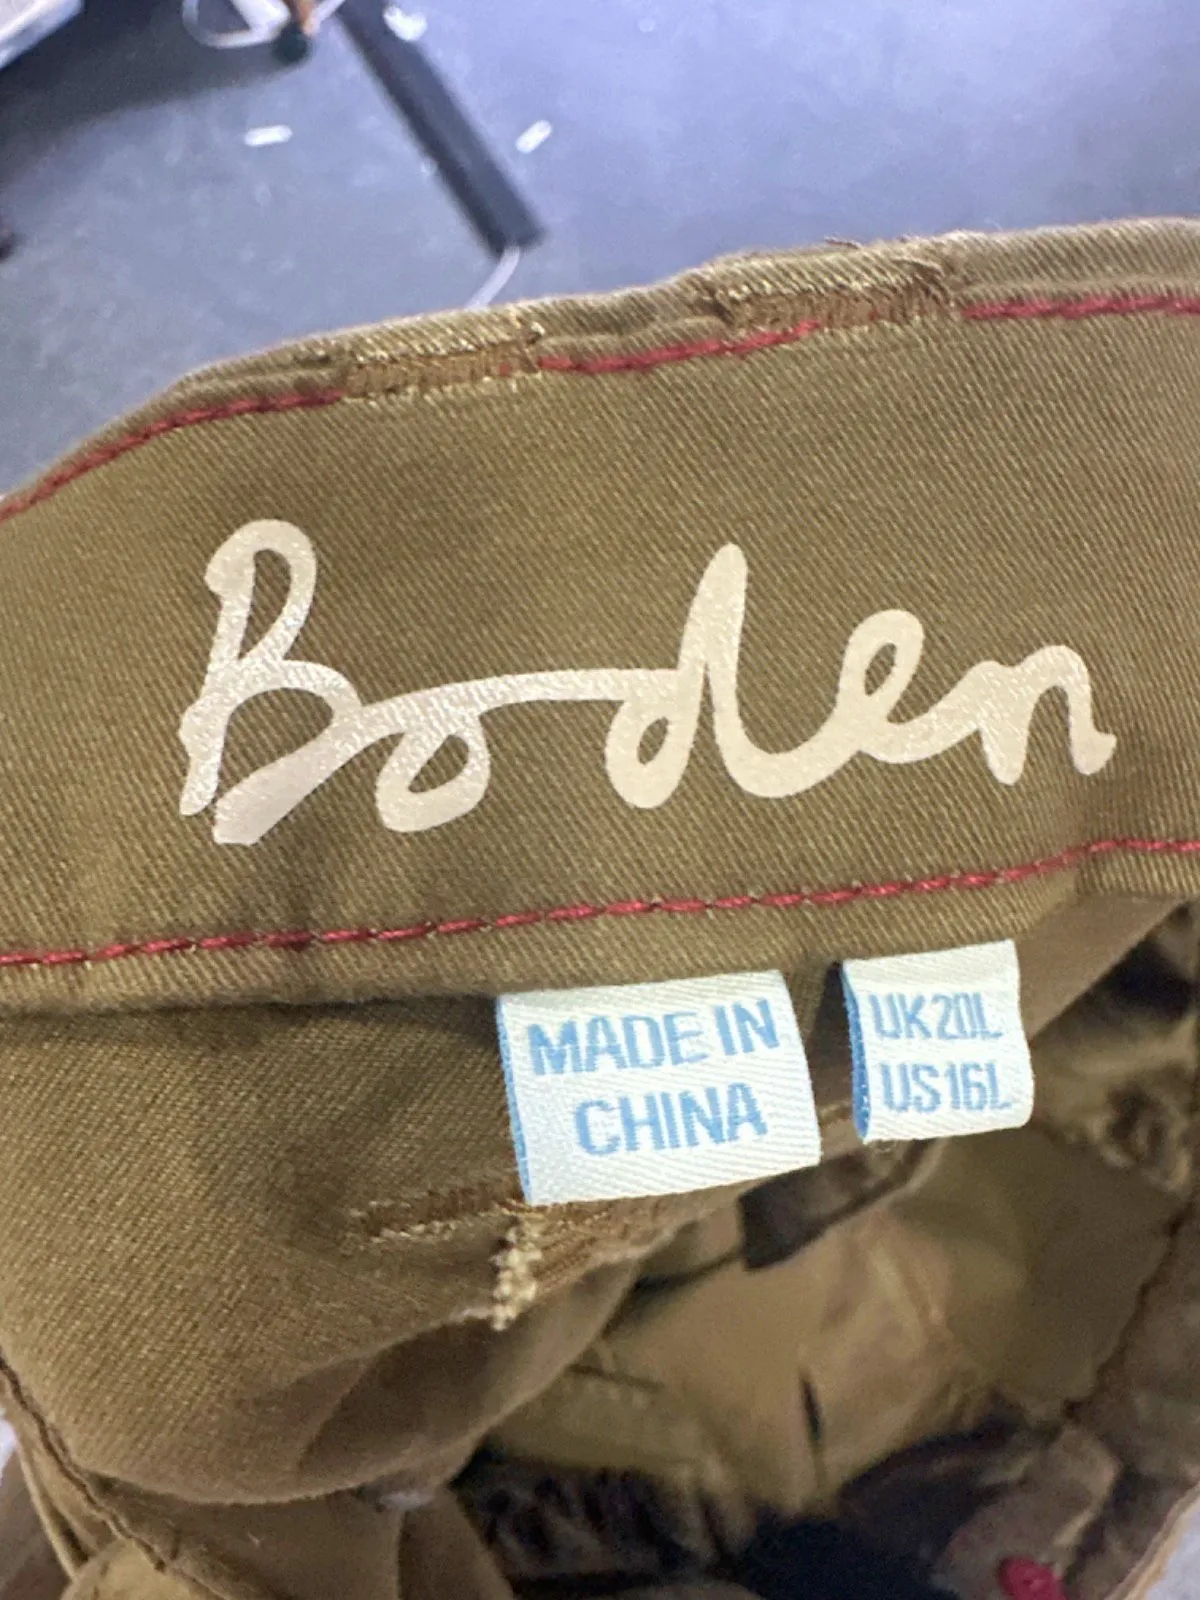 Boden
MADE IN
CHINA
UK20L
US16L